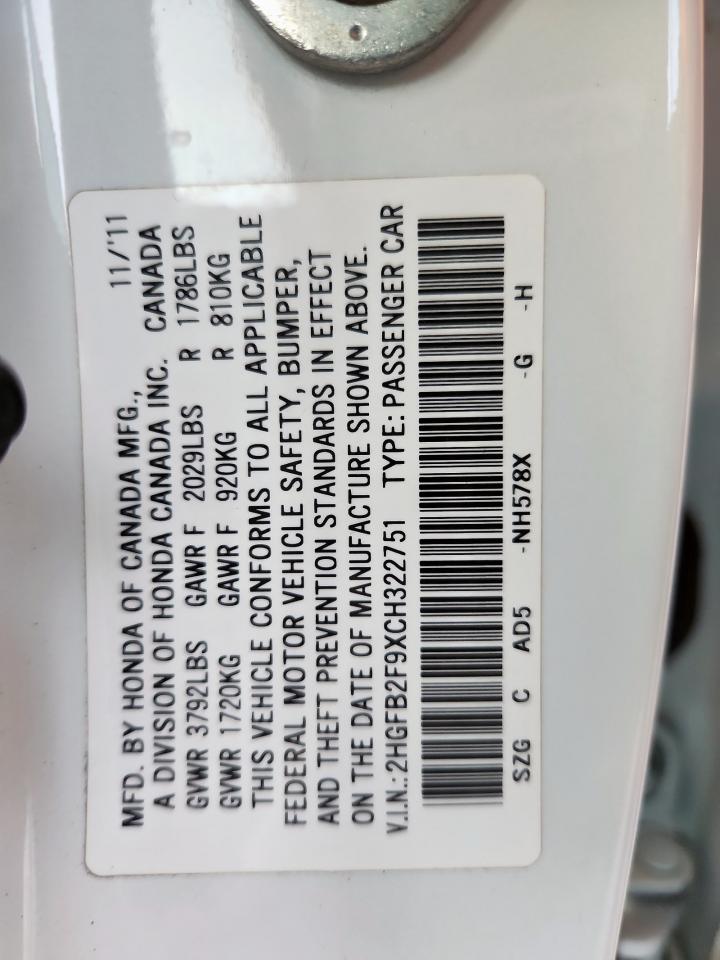 MFD. BY HONDA OF CANADA MFG., 11/'11
A DIVISION OF HONDA CANADA INC. CANADA
GVWR 3792LBS GAWR F 2029LBS R 1786LBS
GVWR 1720KG GAWR F 920KG R 810KG
THIS VEHICLE CONFORMS TO ALL APPLICABLE
FEDERAL MOTOR VEHICLE SAFETY, BUMPER,
AND THEFT PREVENTION STANDARDS IN EFFECT
ON THE DATE OF MANUFACTURE SHOWN ABOVE.
V.I.N.: 2HGFB2F9XCH322751 TYPE: PASSENGER CAR
SZG C AD5 -NH578X -G -H